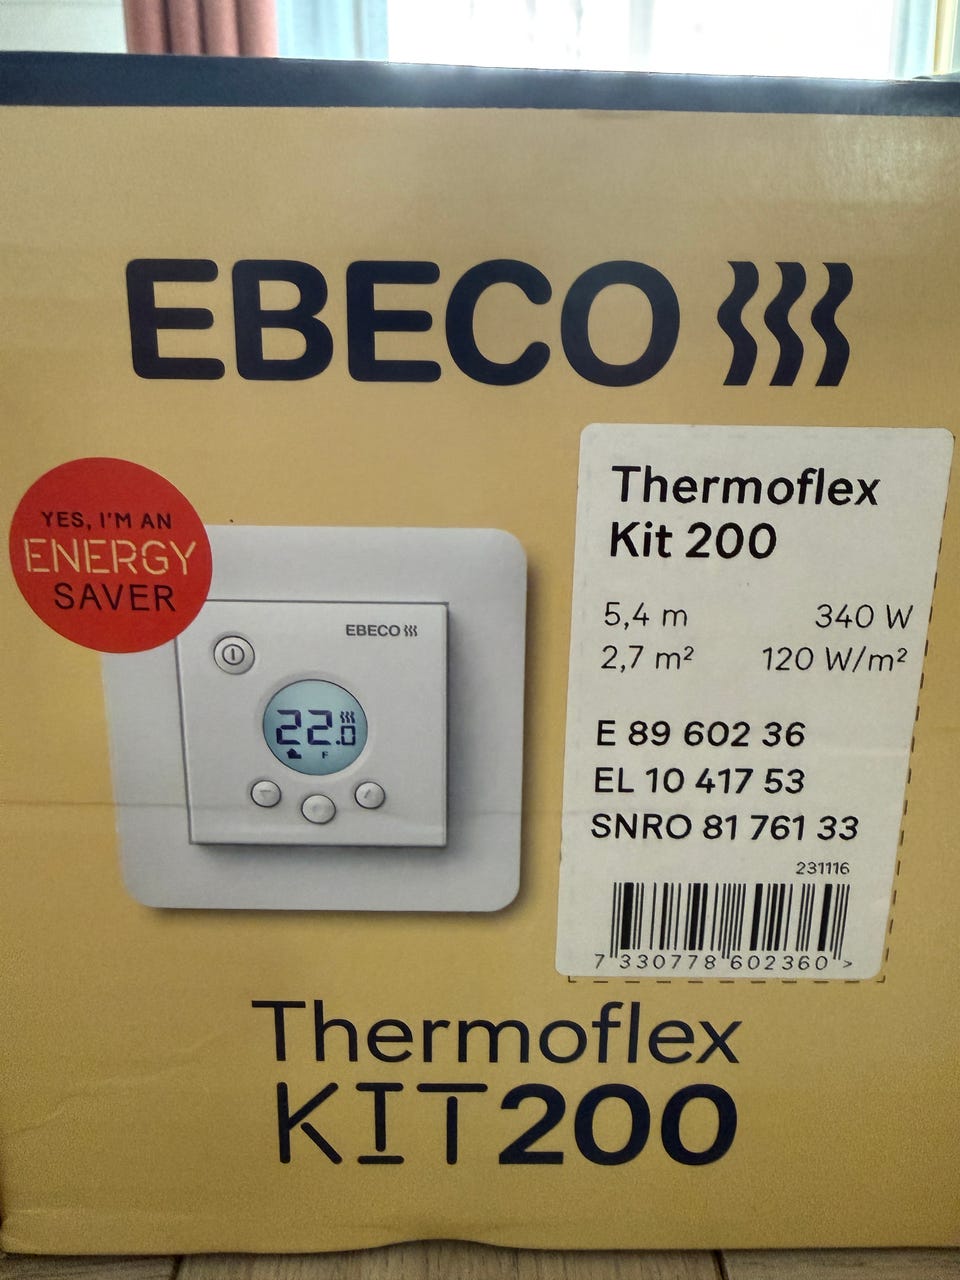 EBECO
YES, I'M AN
ENERGY
SAVER
EBECO
22.0
F
Thermoflex
Kit 200
5,4 m 340 W
2,7 m² 120 W/m²
E 89 602 36
EL 10 417 53
SNRO 81 761 33
231116
7 330778 602360 >
Thermoflex
KIT200